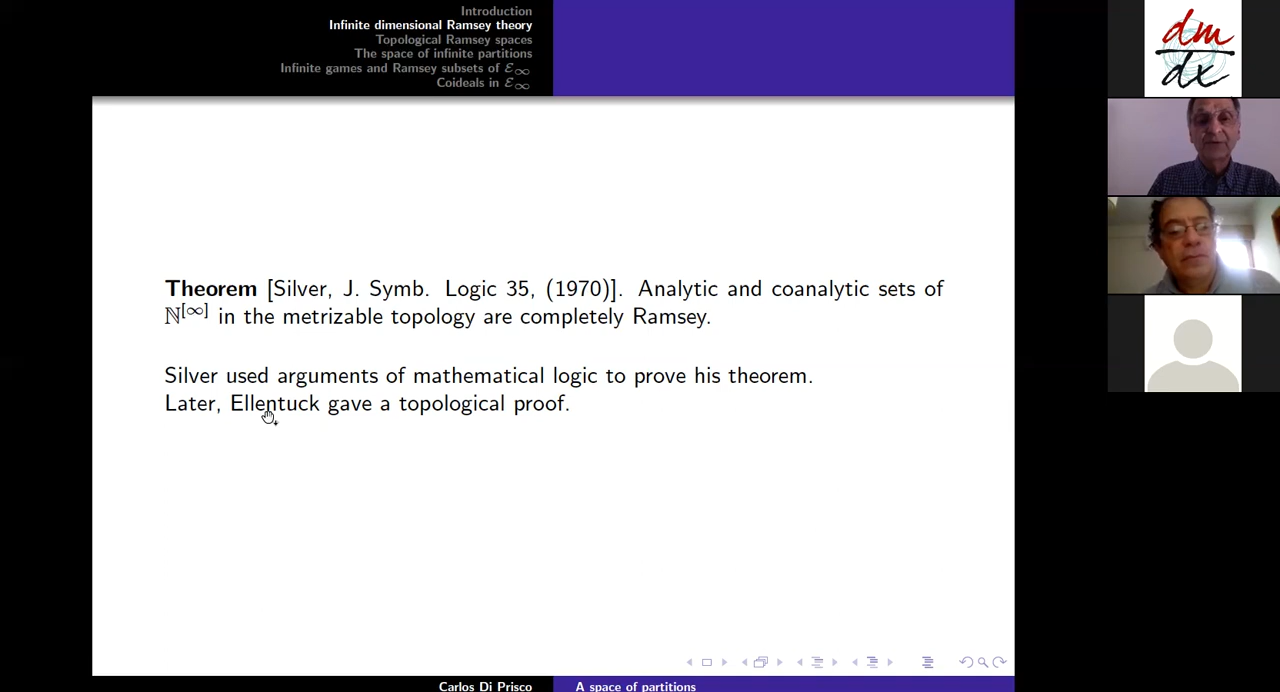 Introduction
Infinite dimensional Ramsey theory
Topological Ramsey spaces
The space of infinite partitions
Infinite games and Ramsey subsets of ℰ∞
Coideals in ℰ∞
Theorem [Silver, J. Symb. Logic 35, (1970)]. Analytic and coanalytic sets of
ℕ^[∞] in the metrizable topology are completely Ramsey.
Silver used arguments of mathematical logic to prove his theorem.
Later, Ellentuck gave a topological proof.
Carlos Di Prisco
A space of partitions
dm
dx